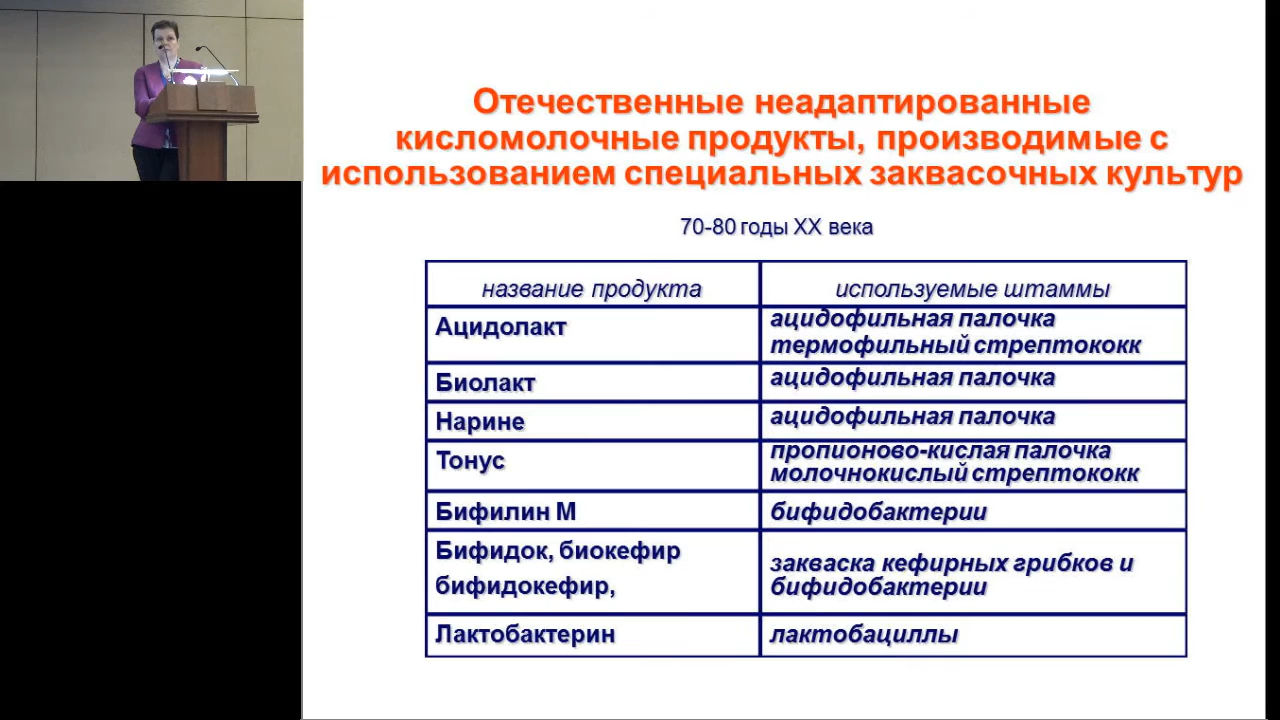 Отечественные неадаптированные
кисломолочные продукты, производимые с
использованием специальных заквасочных культур
70-80 годы XX века
название продукта
используемые штаммы
Ацидолакт
ацидофильная палочка
термофильный стрептококк
Биолакт
ацидофильная палочка
Нарине
ацидофильная палочка
Тонус
пропионово-кислая палочка
молочнокислый стрептококк
Бифилин М
бифидобактерии
Бифидок, биокефир
бифидокефир,
закваска кефирных грибков и
бифидобактерии
Лактобактерин
лактобациллы